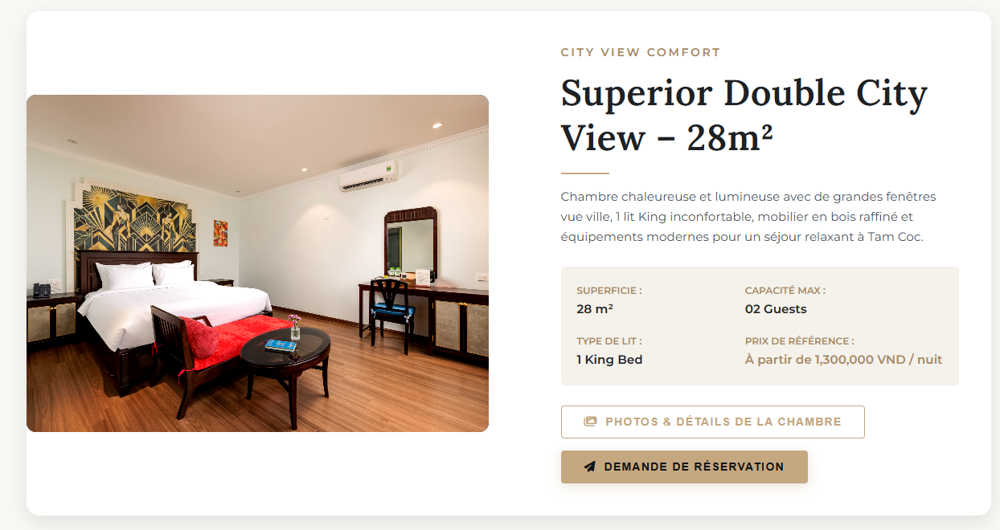 CITY VIEW COMFORT
Superior Double City
View – 28m²
Chambre chaleureuse et lumineuse avec de grandes fenêtres
vue ville, 1 lit King inconfortable, mobilier en bois raffiné et
équipements modernes pour un séjour relaxant à Tam Coc.
SUPERFICIE :
28 m²
CAPACITÉ MAX :
02 Guests
TYPE DE LIT :
1 King Bed
PRIX DE RÉFÉRENCE :
À partir de 1,300,000 VND / nuit
PHOTOS & DÉTAILS DE LA CHAMBRE
DEMANDE DE RÉSERVATION